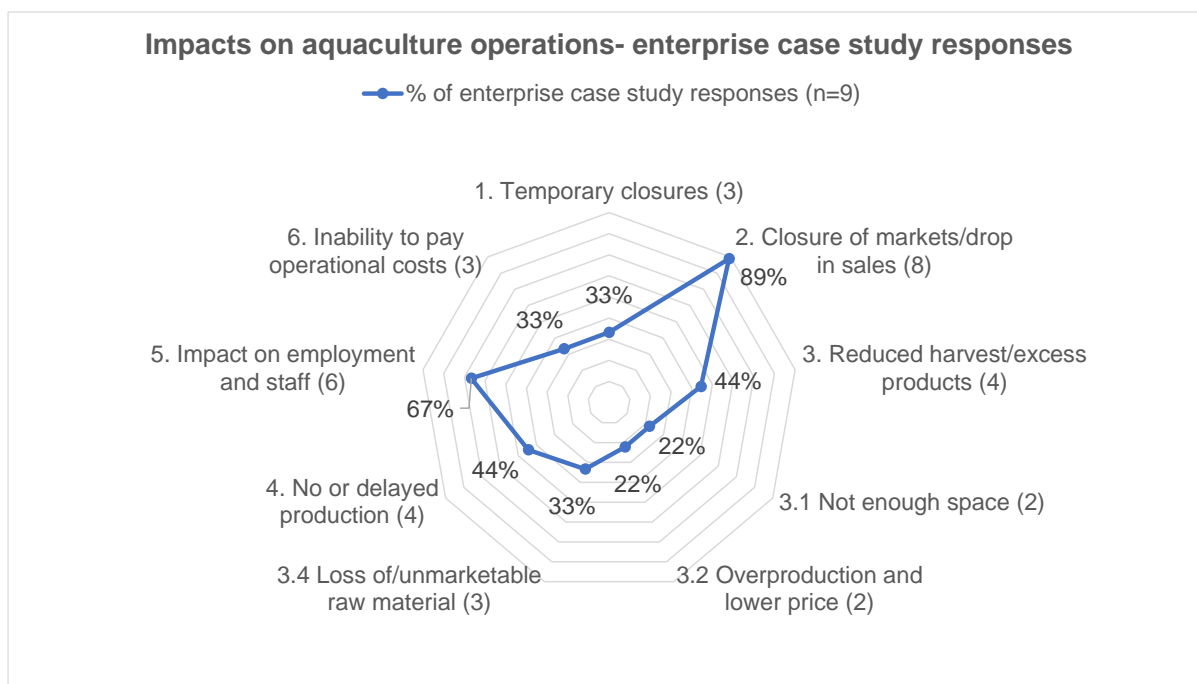 Impacts on aquaculture operations- enterprise case study responses
% of enterprise case study responses (n=9)
1. Temporary closures (3)
2. Closure of markets/drop
in sales (8)
3. Reduced harvest/excess
products (4)
3.1 Not enough space (2)
3.2 Overproduction and
lower price (2)
3.4 Loss of/unmarketable
raw material (3)
4. No or delayed
production (4)
5. Impact on employment
and staff (6)
6. Inability to pay
operational costs (3)
33%
89%
44%
22%
22%
33%
44%
67%
33%